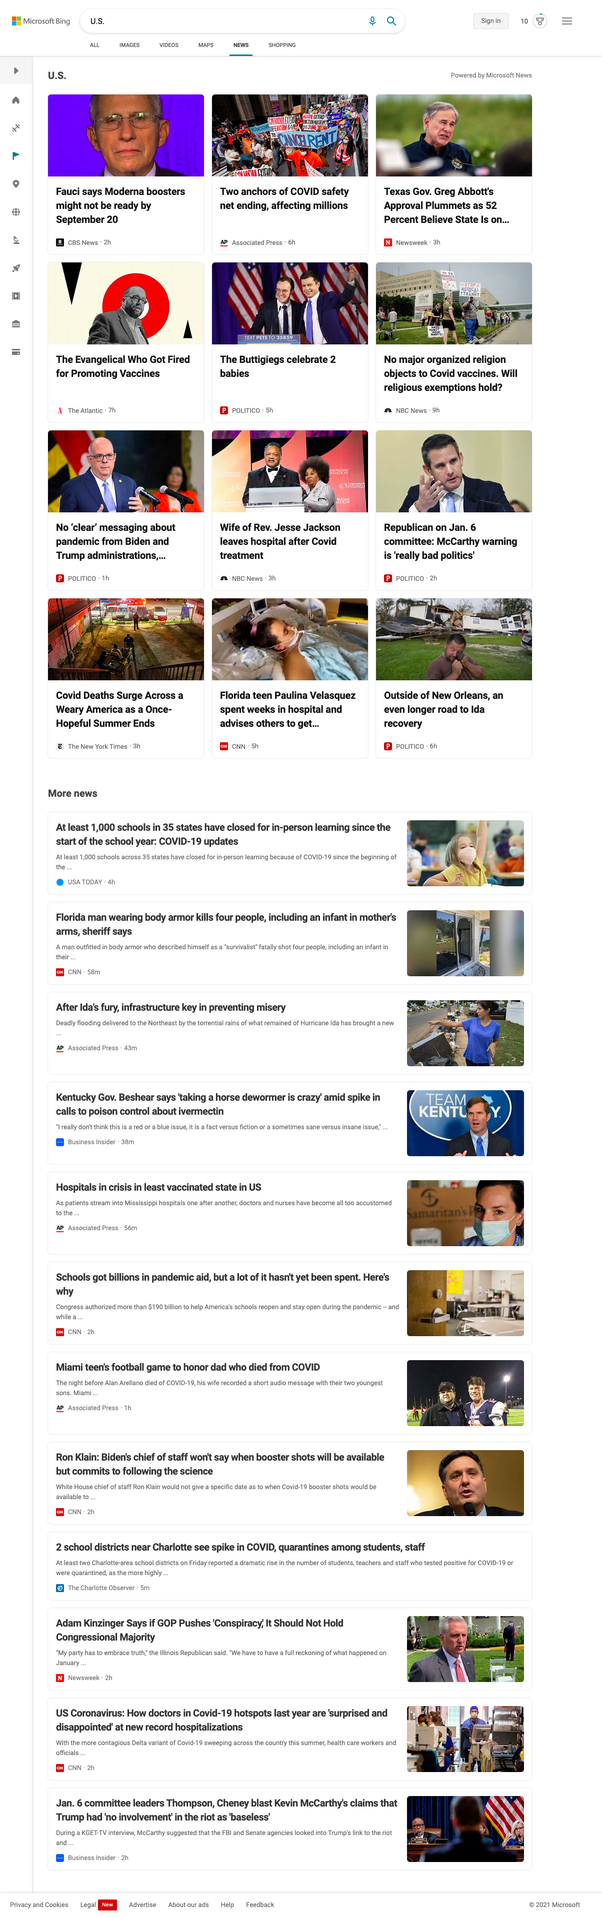 Microsoft Bing
U.S.
Sign in
10
ALL IMAGES VIDEOS MAPS NEWS SHOPPING
U.S.
Powered by Microsoft News
CANCEL RENT
Fauci says Moderna boosters
might not be ready by
September 20
CBS News · 2h
Two anchors of COVID safety
net ending, affecting millions
AP Associated Press · 6h
Texas Gov. Greg Abbott's
Approval Plummets as 52
Percent Believe State Is on...
N Newsweek · 3h
TEXT PETE TO 25859
The Evangelical Who Got Fired
for Promoting Vaccines
The Atlantic · 7h
The Buttigiegs celebrate 2
babies
P POLITICO · 5h
No major organized religion
objects to Covid vaccines. Will
religious exemptions hold?
NBC News · 9h
No 'clear' messaging about
pandemic from Biden and
Trump administrations,...
P POLITICO · 1h
Wife of Rev. Jesse Jackson
leaves hospital after Covid
treatment
NBC News · 3h
Republican on Jan. 6
committee: McCarthy warning
is 'really bad politics'
P POLITICO · 2h
Covid Deaths Surge Across a
Weary America as a Once-
Hopeful Summer Ends
The New York Times · 3h
Florida teen Paulina Velasquez
spent weeks in hospital and
advises others to get...
CNN CNN · 5h
Outside of New Orleans, an
even longer road to Ida
recovery
P POLITICO · 6h
More news
At least 1,000 schools in 35 states have closed for in-person learning since the
start of the school year: COVID-19 updates
At least 1,000 schools across 35 states have closed for in-person learning because of COVID-19 since the beginning of
the ...
USA TODAY · 4h
Florida man wearing body armor kills four people, including an infant in mother's
arms, sheriff says
A man outfitted in body armor who described himself as a "survivalist" fatally shot four people, including an infant in
their ...
CNN CNN · 58m
After Ida's fury, infrastructure key in preventing misery
Deadly flooding delivered to the Northeast by the torrential rains of what remained of Hurricane Ida has brought a new
...
AP Associated Press · 43m
Kentucky Gov. Beshear says 'taking a horse dewormer is crazy' amid spike in
calls to poison control about ivermectin
"I really don't think this is a red or a blue issue, it is a fact versus fiction or a sometimes sane versus insane issue," ...
Business Insider · 38m
TEAM
KENTUCKY
Hospitals in crisis in least vaccinated state in US
As patients stream into Mississippi hospitals one after another, doctors and nurses have become all too accustomed
to the ...
AP Associated Press · 56m
Samaritan's P
Schools got billions in pandemic aid, but a lot of it hasn't yet been spent. Here's
why
Congress authorized more than $190 billion to help America's schools reopen and stay open during the pandemic -- and
while a ...
CNN CNN · 2h
Miami teen's football game to honor dad who died from COVID
The night before Alan Arellano died of COVID-19, his wife recorded a short audio message with their two youngest
sons. Miami ...
AP Associated Press · 1h
Ron Klain: Biden's chief of staff won't say when booster shots will be available
but commits to following the science
White House chief of staff Ron Klain would not give a specific date as to when Covid-19 booster shots would be
available to ...
CNN CNN · 2h
2 school districts near Charlotte see spike in COVID, quarantines among students, staff
At least two Charlotte-area school districts on Friday reported a dramatic rise in the number of students, teachers and staff who tested positive for COVID-19 or
were quarantined, as the more highly ...
The Charlotte Observer · 5m
Adam Kinzinger Says if GOP Pushes 'Conspiracy,' It Should Not Hold
Congressional Majority
"My party has to embrace truth," the Illinois Republican said. "We have to have a full reckoning of what happened on
January ...
N Newsweek · 2h
US Coronavirus: How doctors in Covid-19 hotspots last year are 'surprised and
disappointed' at new record hospitalizations
With the more contagious Delta variant of Covid-19 sweeping across the country this summer, health care workers and
officials ...
CNN CNN · 2h
Jan. 6 committee leaders Thompson, Cheney blast Kevin McCarthy's claims that
Trump had 'no involvement' in the riot as 'baseless'
During a KGET-TV interview, McCarthy suggested that the FBI and Senate agencies looked into Trump's link to the riot
and ...
Business Insider · 2h
Privacy and Cookies Legal New Advertise About our ads Help Feedback © 2021 Microsoft